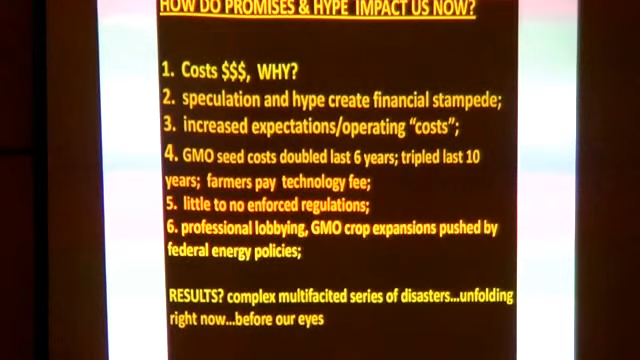 HOW DO PROMISES & HYPE IMPACT US NOW?
1. Costs $$$, WHY?
2. speculation and hype create financial stampede;
3. increased expectations/operating “costs”;
4. GMO seed costs doubled last 6 years; tripled last 10
years; farmers pay technology fee;
5. little to no enforced regulations;
6. professional lobbying, GMO crop expansions pushed by
federal energy policies;
RESULTS? complex multifacited series of disasters...unfolding
right now...before our eyes